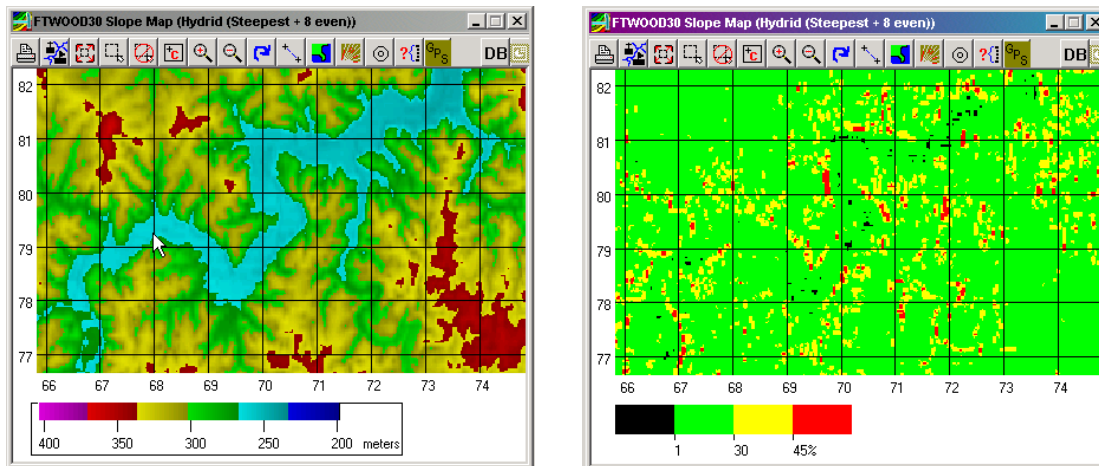 FTWOOD30 Slope Map (Hydrid (Steepest + 8 even))
C ?{} GPS DB
82
81
80
79
78
77
66 67 68 69 70 71 72 73 74
400 350 300 250 200 meters
FTWOOD30 Slope Map (Hydrid (Steepest + 8 even))
C ?{} GPS DB
82
81
80
79
78
77
66 67 68 69 70 71 72 73 74
1 30 45%